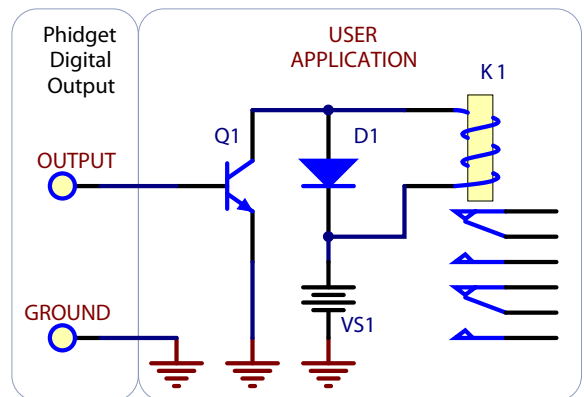 Phidget
Digital
Output
USER
APPLICATION
K1
Q1
D1
OUTPUT
GROUND
VS1